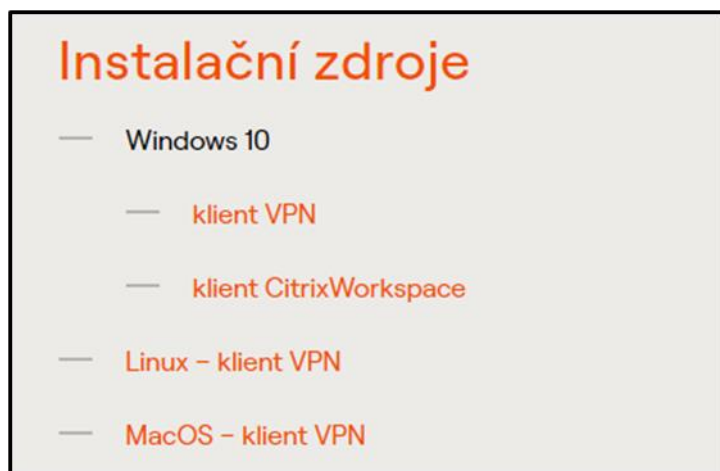 Instalační zdroje
Windows 10
klient VPN
klient CitrixWorkspace
Linux – klient VPN
MacOS – klient VPN